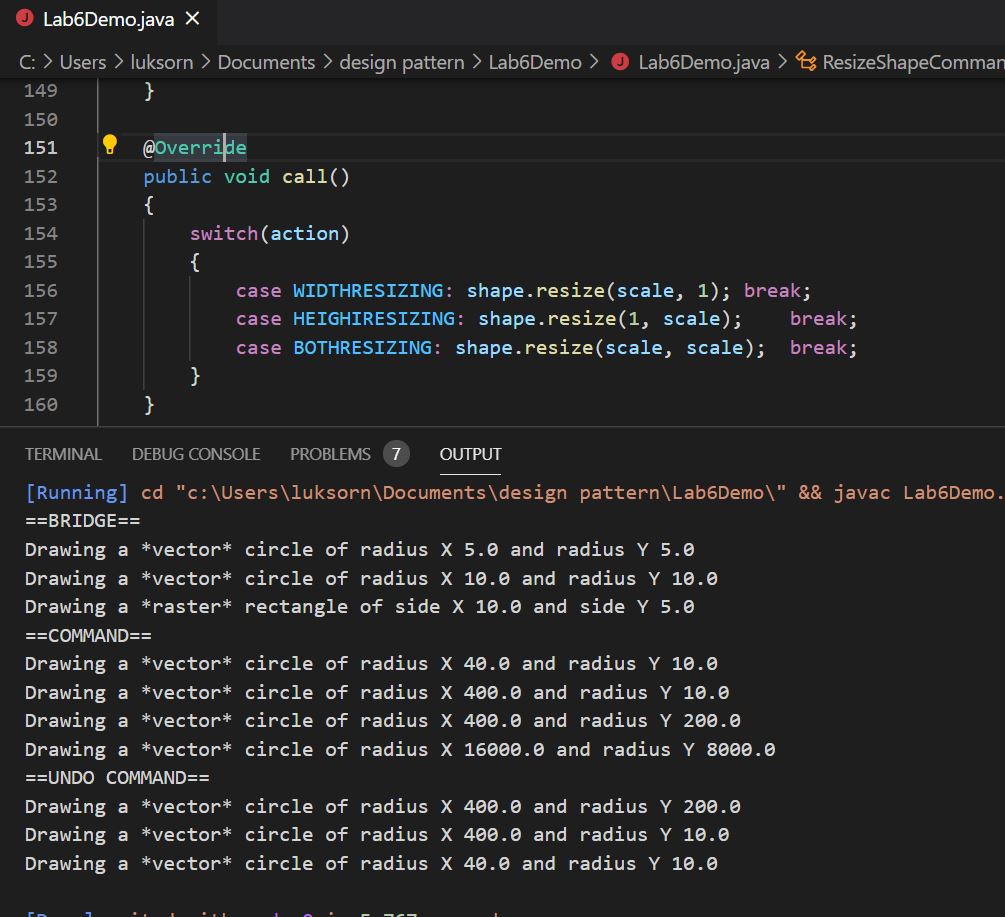 Lab6Demo.java
C: > Users > luksorn > Documents > design pattern > Lab6Demo > Lab6Demo.java > ResizeShapeComman
149 }
150
151 @Override
152 public void call()
153 {
154 switch(action)
155 {
156 case WIDTHRESIZING: shape.resize(scale, 1); break;
157 case HEIGHIRESIZING: shape.resize(1, scale); break;
158 case BOTHRESIZING: shape.resize(scale, scale); break;
159 }
160 }
TERMINAL DEBUG CONSOLE PROBLEMS 7 OUTPUT
[Running] cd "c:\Users\luksorn\Documents\design pattern\Lab6Demo\" && javac Lab6Demo.
==BRIDGE==
Drawing a *vector* circle of radius X 5.0 and radius Y 5.0
Drawing a *vector* circle of radius X 10.0 and radius Y 10.0
Drawing a *raster* rectangle of side X 10.0 and side Y 5.0
==COMMAND==
Drawing a *vector* circle of radius X 40.0 and radius Y 10.0
Drawing a *vector* circle of radius X 400.0 and radius Y 10.0
Drawing a *vector* circle of radius X 400.0 and radius Y 200.0
Drawing a *vector* circle of radius X 16000.0 and radius Y 8000.0
==UNDO COMMAND==
Drawing a *vector* circle of radius X 400.0 and radius Y 200.0
Drawing a *vector* circle of radius X 400.0 and radius Y 10.0
Drawing a *vector* circle of radius X 40.0 and radius Y 10.0